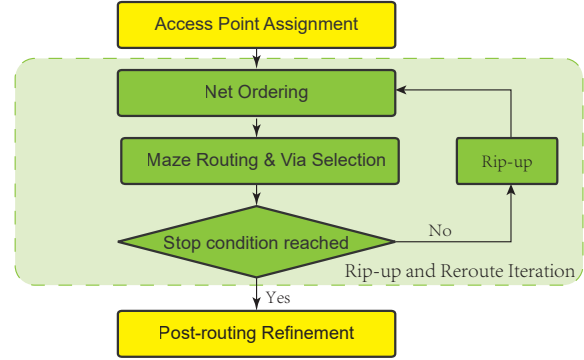 Access Point Assignment
Net Ordering
Maze Routing & Via Selection
Rip-up
Stop condition reached
No
Rip-up and Reroute Iteration
Yes
Post-routing Refinement